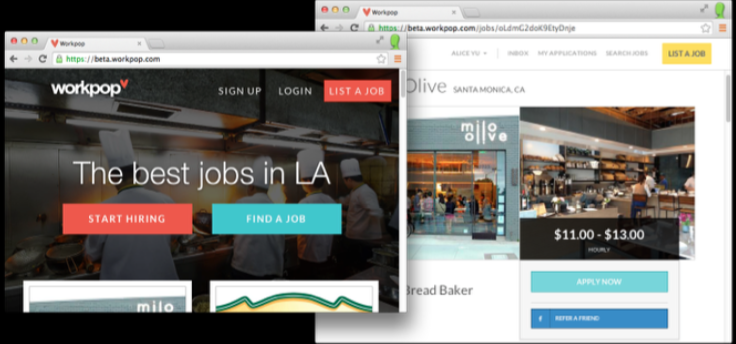 Workpop
https://beta.workpop.com
workpop
SIGN UP LOGIN LIST A JOB
The best jobs in LA
START HIRING FIND A JOB
milo
https://beta.workpop.com/jobs/oLdmG2doK9EtyDnje
ALICE YU INBOX MY APPLICATIONS SEARCH JOBS LIST A JOB
Olive SANTA MONICA, CA
milo
olive
$11.00 - $13.00
HOURLY
Bread Baker
APPLY NOW
REFER A FRIEND